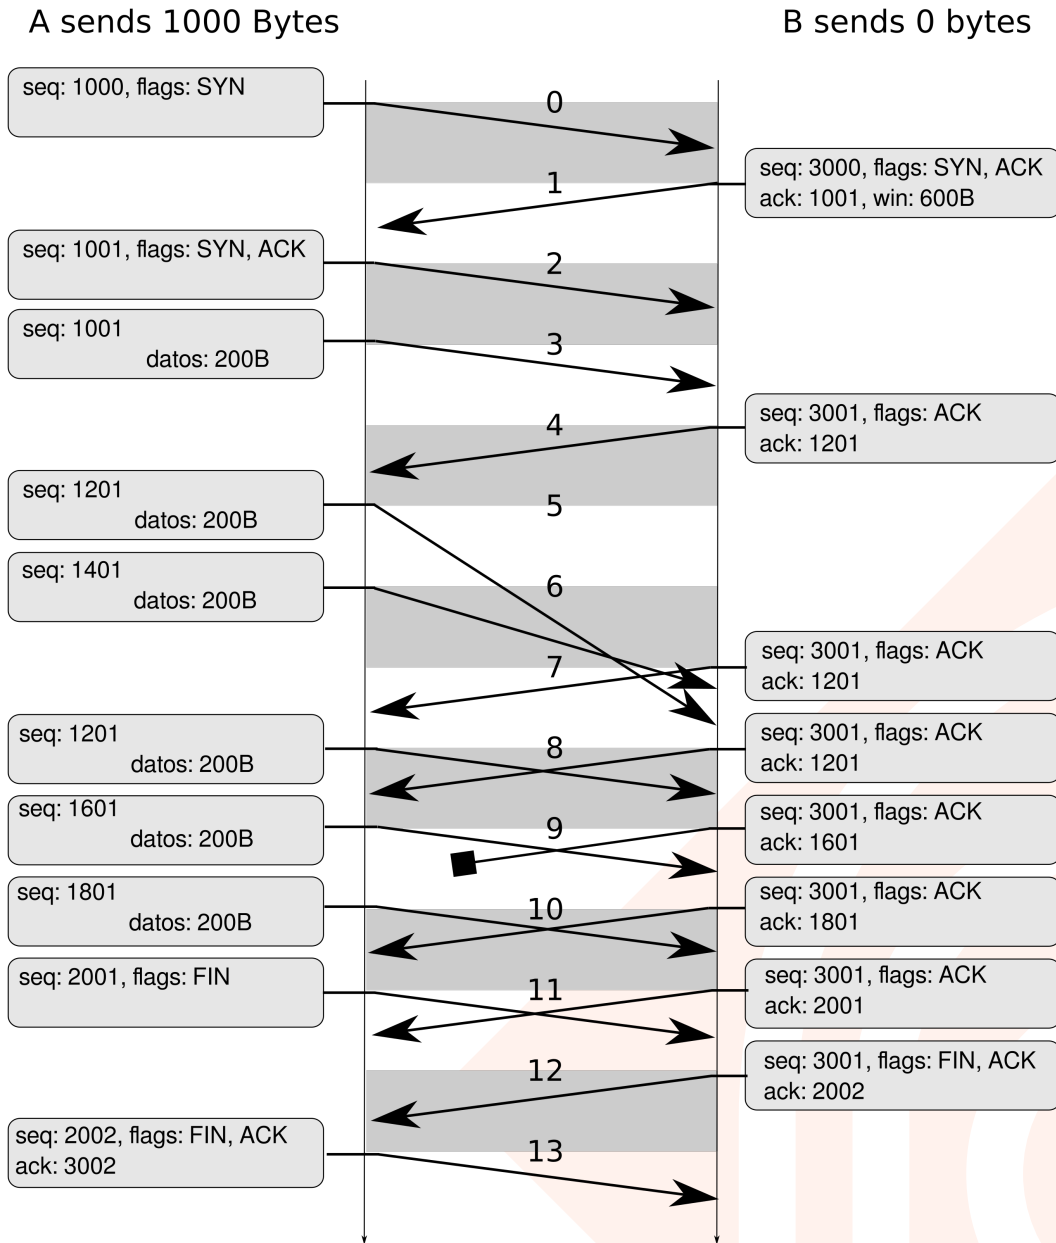 A sends 1000 Bytes
B sends 0 bytes
seq: 1000, flags: SYN
0
seq: 3000, flags: SYN, ACK
ack: 1001, win: 600B
1
seq: 1001, flags: SYN, ACK
2
seq: 1001
datos: 200B
3
seq: 3001, flags: ACK
ack: 1201
4
seq: 1201
datos: 200B
5
seq: 1401
datos: 200B
6
seq: 3001, flags: ACK
ack: 1201
7
seq: 1201
datos: 200B
8
seq: 3001, flags: ACK
ack: 1201
seq: 1601
datos: 200B
9
seq: 3001, flags: ACK
ack: 1601
seq: 1801
datos: 200B
10
seq: 3001, flags: ACK
ack: 1801
seq: 2001, flags: FIN
11
seq: 3001, flags: ACK
ack: 2001
12
seq: 3001, flags: FIN, ACK
ack: 2002
seq: 2002, flags: FIN, ACK
ack: 3002
13